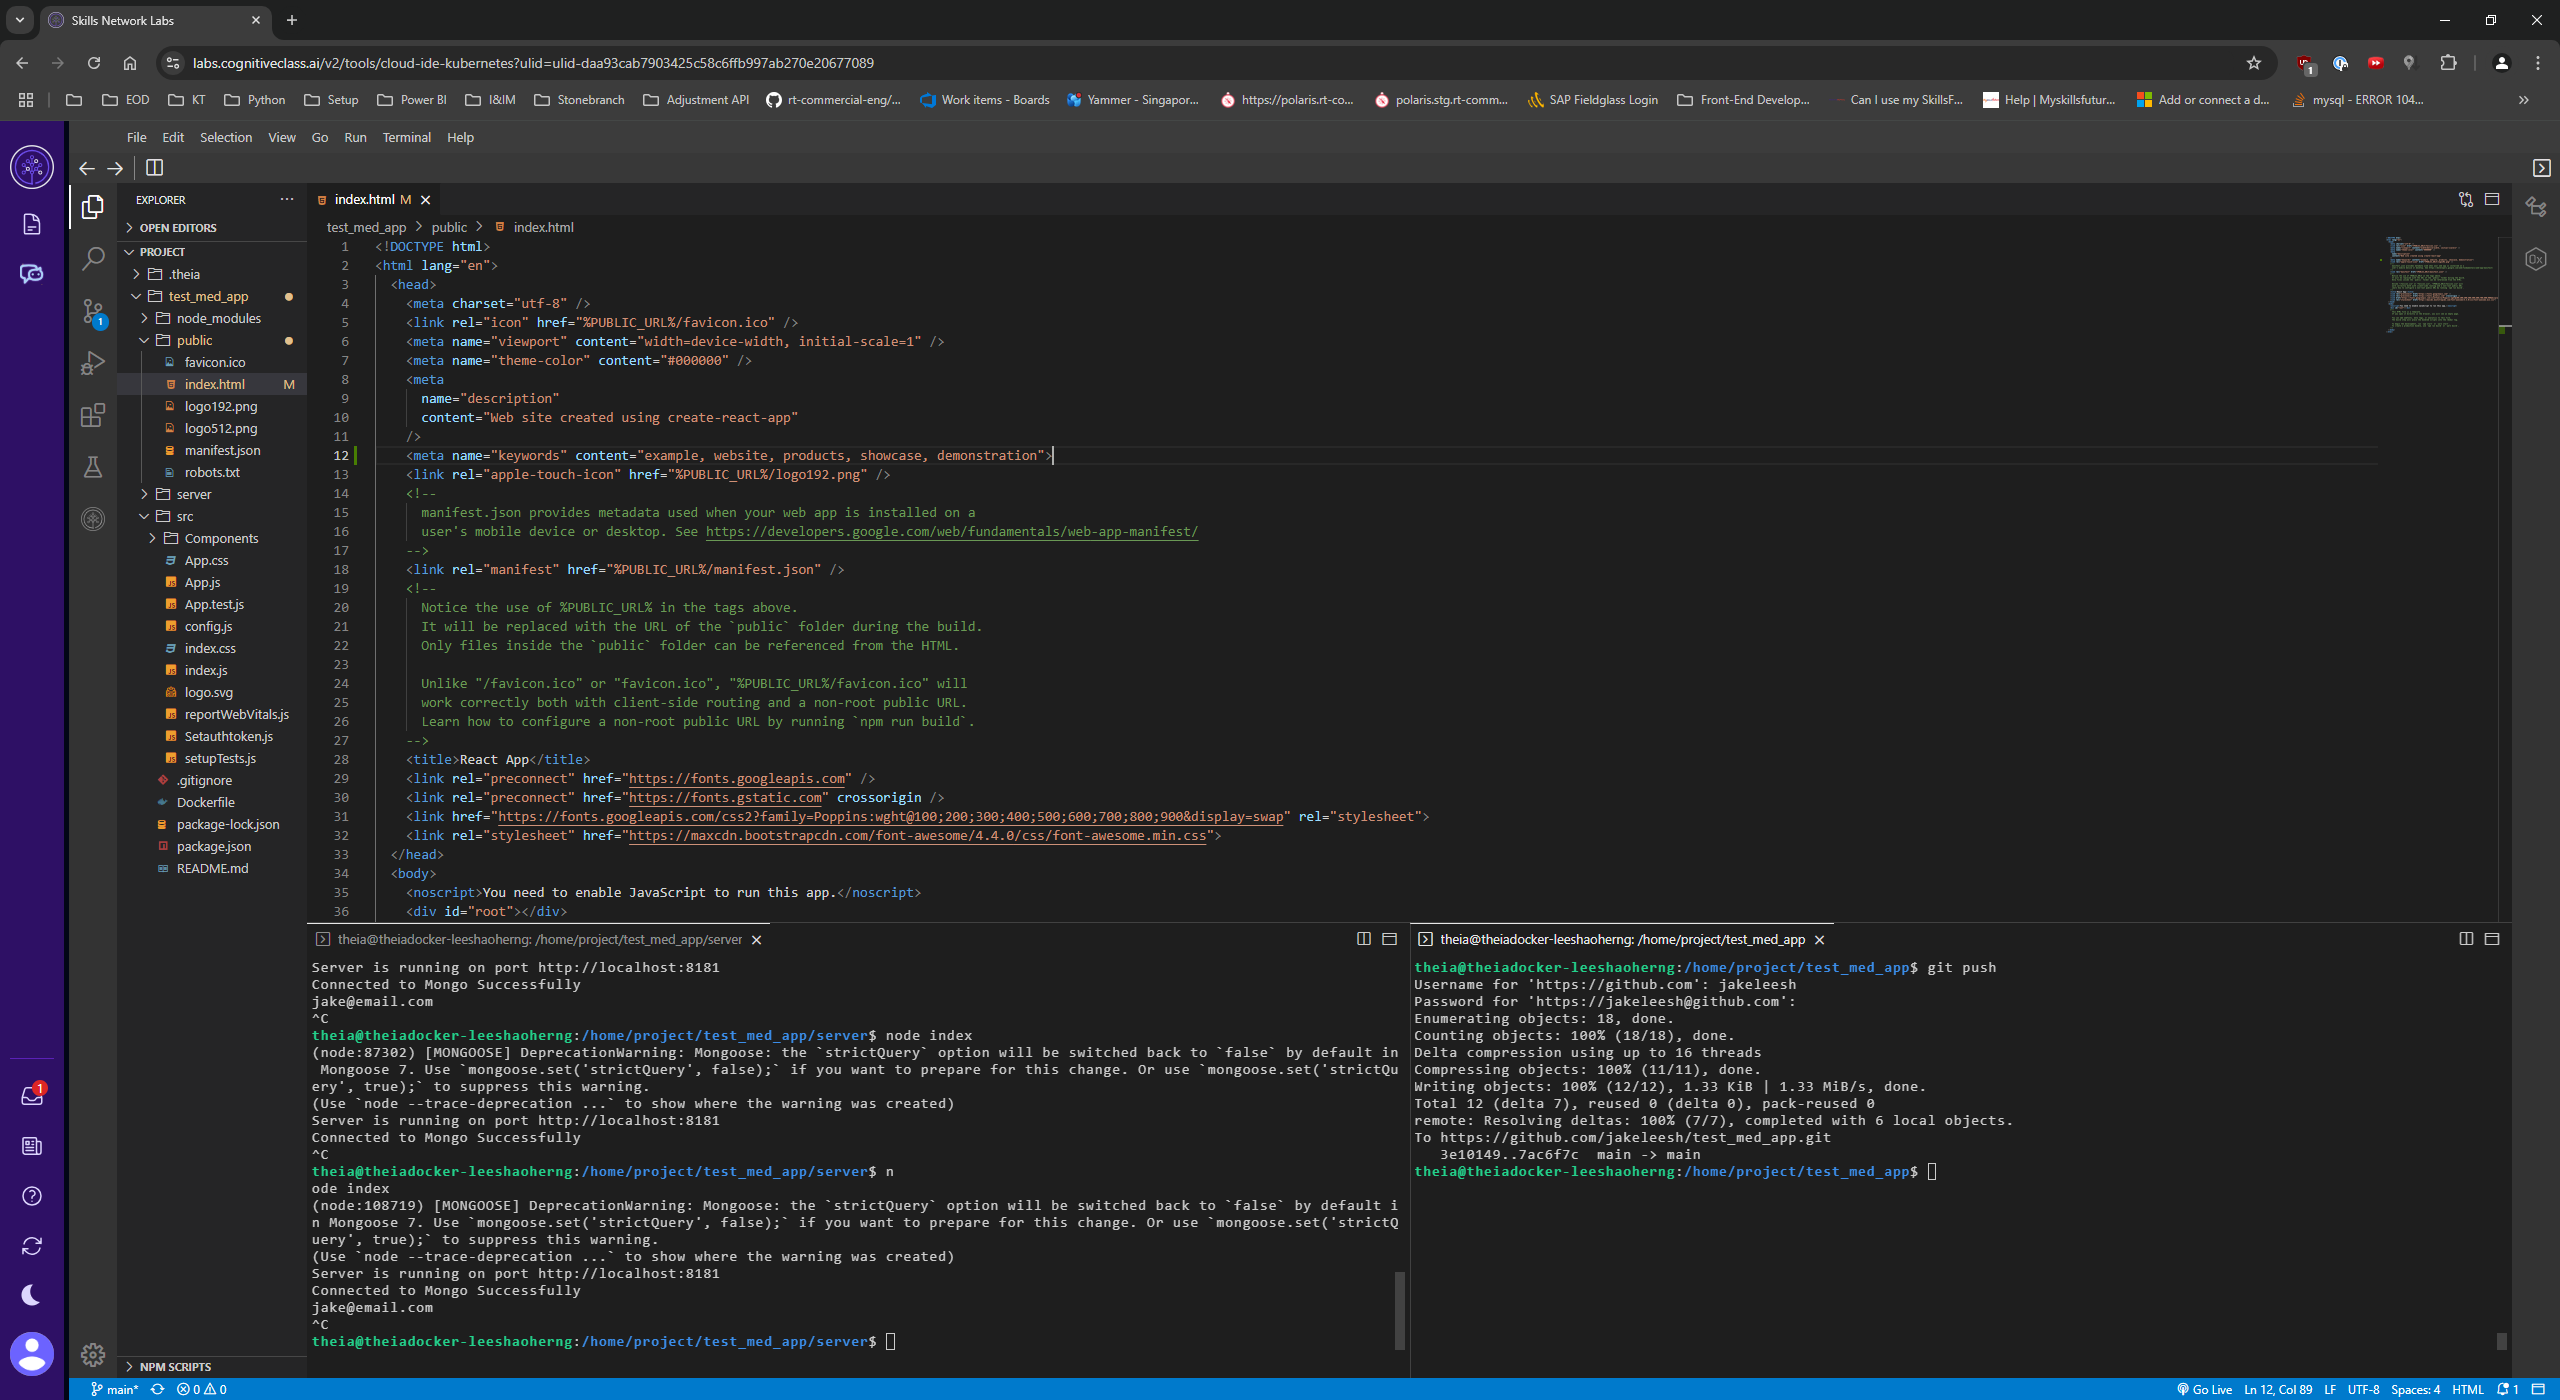 Skills Network Labs
labs.cognitiveclass.ai/v2/tools/cloud-ide-kubernetes?ulid=ulid-daa93cab7903425c58c6ffb997ab270e20677089
1
EOD KT Python Setup Power BI I&IM Stonebranch Adjustment API rt-commercial-eng/... Work items - Boards Yammer - Singapor... https://polaris.rt-co... polaris.stg.rt-comm... SAP Fieldglass Login Front-End Develop... Can I use my SkillsF... Help | Myskillsfutur... Add or connect a d... mysql - ERROR 104...
File Edit Selection View Go Run Terminal Help
EXPLORER
OPEN EDITORS
PROJECT
.theia
test_med_app
node_modules
public
favicon.ico
index.html M
logo192.png
logo512.png
manifest.json
robots.txt
server
src
Components
App.css
App.js
App.test.js
config.js
index.css
index.js
logo.svg
reportWebVitals.js
Setauthtoken.js
setupTests.js
.gitignore
Dockerfile
package-lock.json
package.json
README.md
NPM SCRIPTS
1
1
index.html M
test_med_app > public > index.html
1 <!DOCTYPE html>
2 <html lang="en">
3 <head>
4 <meta charset="utf-8" />
5 <link rel="icon" href="%PUBLIC_URL%/favicon.ico" />
6 <meta name="viewport" content="width=device-width, initial-scale=1" />
7 <meta name="theme-color" content="#000000" />
8 <meta
9 name="description"
10 content="Web site created using create-react-app"
11 />
12 <meta name="keywords" content="example, website, products, showcase, demonstration">
13 <link rel="apple-touch-icon" href="%PUBLIC_URL%/logo192.png" />
14 <!--
15 manifest.json provides metadata used when your web app is installed on a
16 user's mobile device or desktop. See https://developers.google.com/web/fundamentals/web-app-manifest/
17 -->
18 <link rel="manifest" href="%PUBLIC_URL%/manifest.json" />
19 <!--
20 Notice the use of %PUBLIC_URL% in the tags above.
21 It will be replaced with the URL of the `public` folder during the build.
22 Only files inside the `public` folder can be referenced from the HTML.
23
24 Unlike "/favicon.ico" or "favicon.ico", "%PUBLIC_URL%/favicon.ico" will
25 work correctly both with client-side routing and a non-root public URL.
26 Learn how to configure a non-root public URL by running `npm run build`.
27 -->
28 <title>React App</title>
29 <link rel="preconnect" href="https://fonts.googleapis.com" />
30 <link rel="preconnect" href="https://fonts.gstatic.com" crossorigin />
31 <link href="https://fonts.googleapis.com/css2?family=Poppins:wght@100;200;300;400;500;600;700;800;900&display=swap" rel="stylesheet">
32 <link rel="stylesheet" href="https://maxcdn.bootstrapcdn.com/font-awesome/4.4.0/css/font-awesome.min.css">
33 </head>
34 <body>
35 <noscript>You need to enable JavaScript to run this app.</noscript>
36 <div id="root"></div>
theia@theiadocker-leeshaoherng: /home/project/test_med_app/server
Server is running on port http://localhost:8181
Connected to Mongo Successfully
jake@email.com
^C
theia@theiadocker-leeshaoherng:/home/project/test_med_app/server$ node index
(node:87302) [MONGOOSE] DeprecationWarning: Mongoose: the `strictQuery` option will be switched back to `false` by default in
Mongoose 7. Use `mongoose.set('strictQuery', false);` if you want to prepare for this change. Or use `mongoose.set('strictQu
ery', true);` to suppress this warning.
(Use `node --trace-deprecation ...` to show where the warning was created)
Server is running on port http://localhost:8181
Connected to Mongo Successfully
^C
theia@theiadocker-leeshaoherng:/home/project/test_med_app/server$ n
ode index
(node:108719) [MONGOOSE] DeprecationWarning: Mongoose: the `strictQuery` option will be switched back to `false` by default i
n Mongoose 7. Use `mongoose.set('strictQuery', false);` if you want to prepare for this change. Or use `mongoose.set('strictQ
uery', true);` to suppress this warning.
(Use `node --trace-deprecation ...` to show where the warning was created)
Server is running on port http://localhost:8181
Connected to Mongo Successfully
jake@email.com
^C
theia@theiadocker-leeshaoherng:/home/project/test_med_app/server$
theia@theiadocker-leeshaoherng: /home/project/test_med_app
theia@theiadocker-leeshaoherng:/home/project/test_med_app$ git push
Username for 'https://github.com': jakeleesh
Password for 'https://jakeleesh@github.com':
Enumerating objects: 18, done.
Counting objects: 100% (18/18), done.
Delta compression using up to 16 threads
Compressing objects: 100% (11/11), done.
Writing objects: 100% (12/12), 1.33 KiB | 1.33 MiB/s, done.
Total 12 (delta 7), reused 0 (delta 0), pack-reused 0
remote: Resolving deltas: 100% (7/7), completed with 6 local objects.
To https://github.com/jakeleesh/test_med_app.git
3e10149..7ac6f7c main -> main
theia@theiadocker-leeshaoherng:/home/project/test_med_app$
main* 0 0
Go Live Ln 12, Col 89 LF UTF-8 Spaces: 4 HTML 1